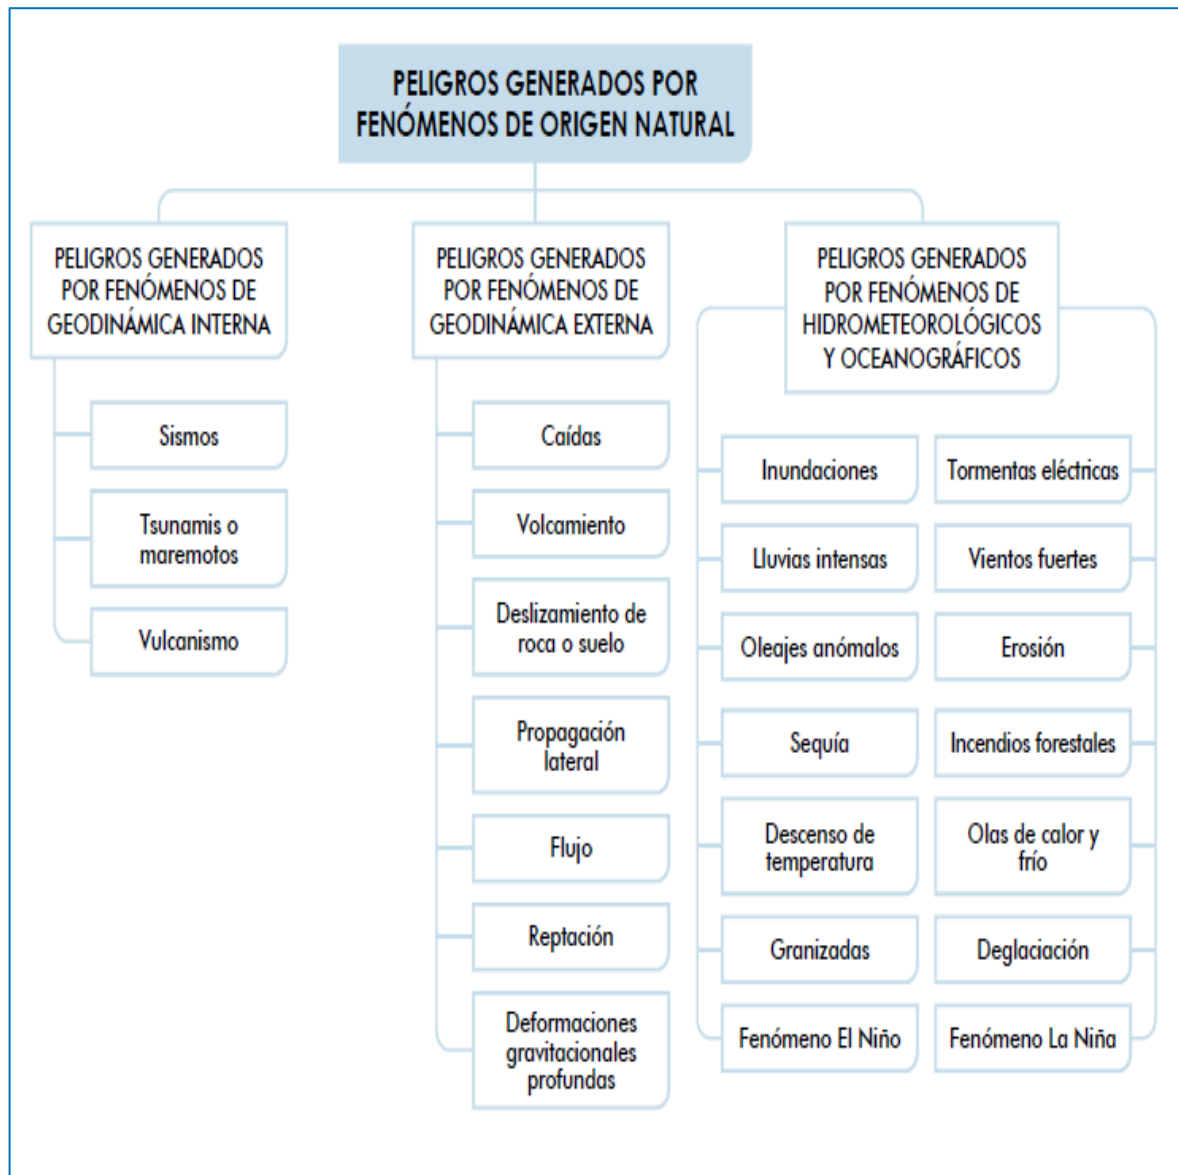 PELIGROS GENERADOS POR
FENÓMENOS DE ORIGEN NATURAL
PELIGROS GENERADOS
POR FENÓMENOS DE
GEODINÁMICA INTERNA
Sismos
Tsunamis o
maremotos
Vulcanismo
PELIGROS GENERADOS
POR FENÓMENOS DE
GEODINÁMICA EXTERNA
Caídas
Volcamiento
Deslizamiento de
roca o suelo
Propagación
lateral
Flujo
Reptación
Deformaciones
gravitacionales
profundas
PELIGROS GENERADOS
POR FENÓMENOS DE
HIDROMETEOROLÓGICOS
Y OCEANOGRÁFICOS
Inundaciones
Lluvias intensas
Oleajes anómalos
Sequía
Descenso de
temperatura
Granizadas
Fenómeno El Niño
Tormentas eléctricas
Vientos fuertes
Erosión
Incendios forestales
Olas de calor y
frío
Deglaciación
Fenómeno La Niña